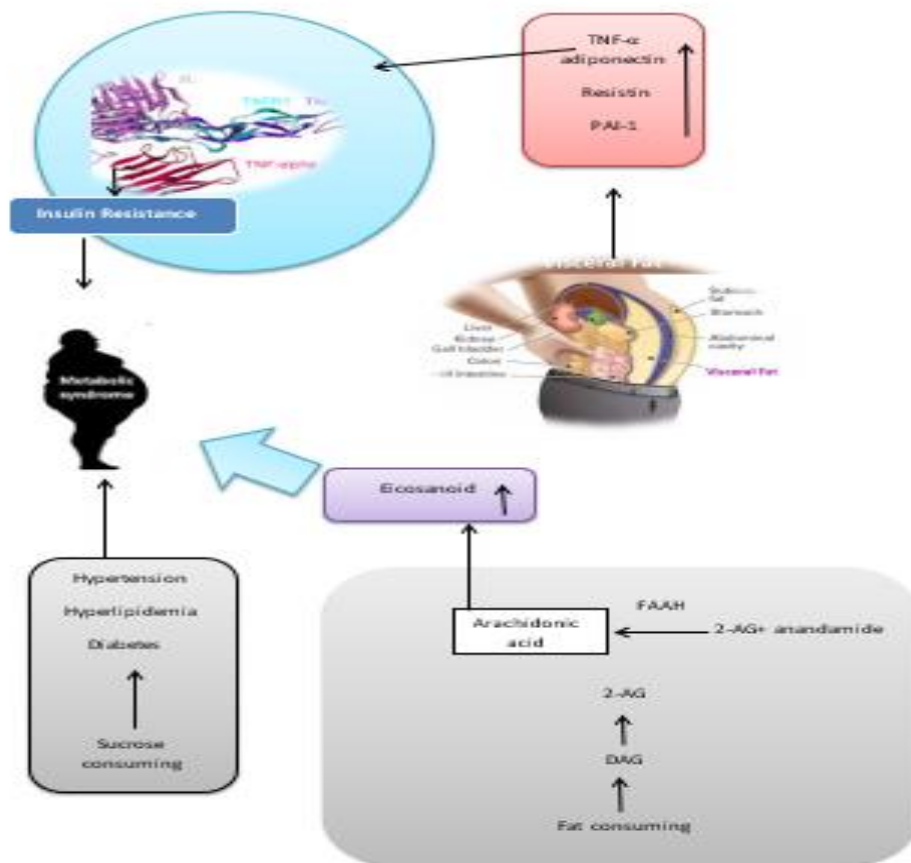 TNF-α
adiponectin
Resistin
PAI-1
TNF-alpha
Insulin Resistance
Visceral Fat
Stomach
Abdominal
cavity
Visceral Fat
Liver
Kidney
Gall bladder
Colon
Metabolic
syndrome
Eicosanoid
Hypertension
Hyperlipidemia
Diabetes
Sucrose
consuming
FAAH
Arachidonic
acid
2-AG+ anandamide
2-AG
DAG
Fat consuming